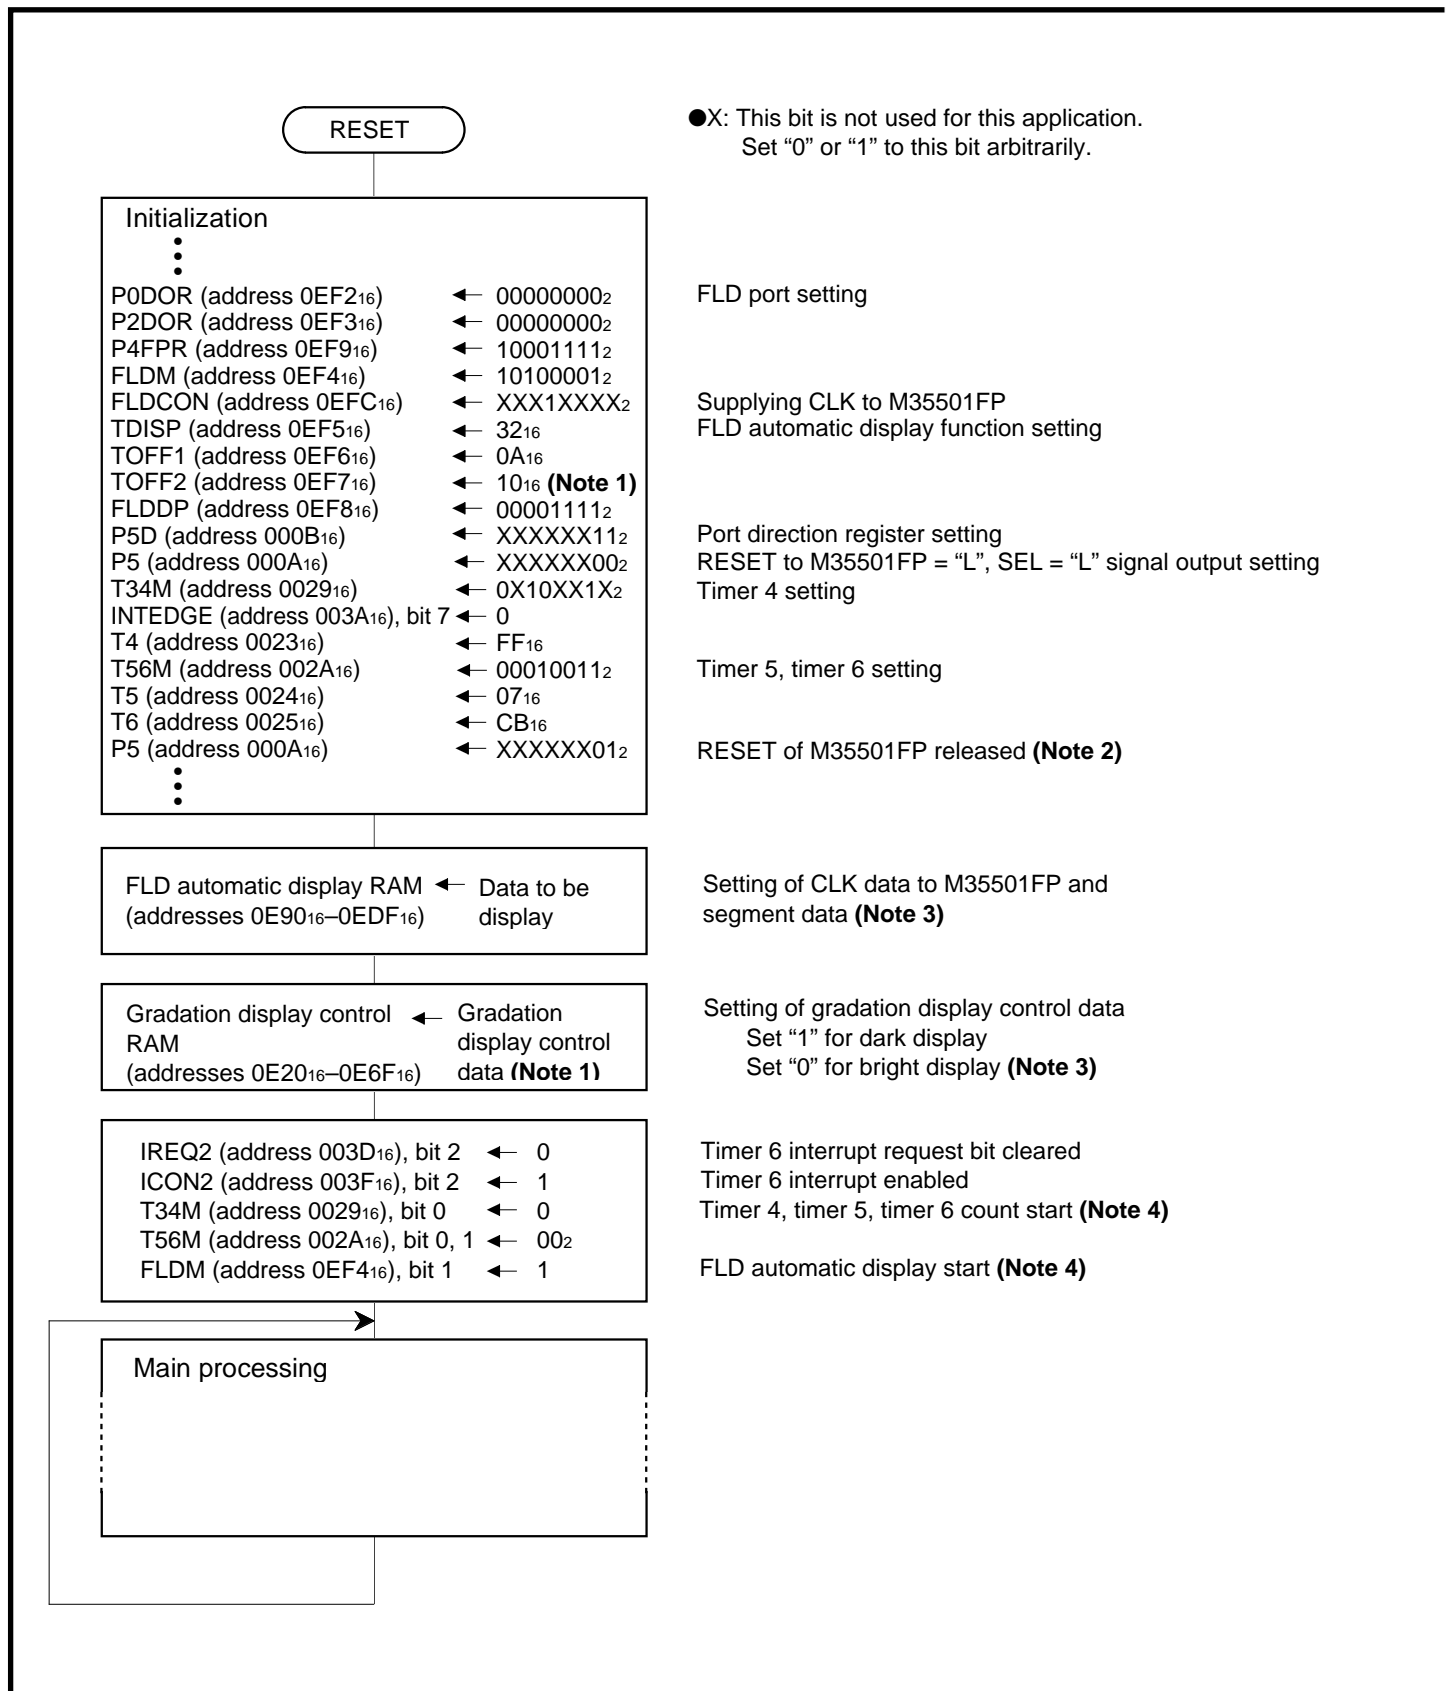 RESET
●X: This bit is not used for this application.
Set “0” or “1” to this bit arbitrarily.
Initialization
P0DOR (address 0EF216) ← 000000002 FLD port setting
P2DOR (address 0EF316) ← 000000002
P4FPR (address 0EF916) ← 100011112
FLDM (address 0EF416) ← 101000012
FLDCON (address 0EFC16) ← XXX1XXXX2 Supplying CLK to M35501FP
TDISP (address 0EF516) ← 3216 FLD automatic display function setting
TOFF1 (address 0EF616) ← 0A16
TOFF2 (address 0EF716) ← 1016 (Note 1)
FLDDP (address 0EF816) ← 000011112
P5D (address 000B16) ← XXXXXX112 Port direction register setting
P5 (address 000A16) ← XXXXXX002 RESET to M35501FP = “L”, SEL = “L” signal output setting
T34M (address 002916) ← 0X10XX1X2 Timer 4 setting
INTEDGE (address 003A16), bit 7 ← 0
T4 (address 002316) ← FF16
T56M (address 002A16) ← 000100112 Timer 5, timer 6 setting
T5 (address 002416) ← 0716
T6 (address 002516) ← CB16
P5 (address 000A16) ← XXXXXX012 RESET of M35501FP released (Note 2)
FLD automatic display RAM ← Data to be Setting of CLK data to M35501FP and
(addresses 0E9016–0EDF16) display segment data (Note 3)
Gradation display control ← Gradation Setting of gradation display control data
RAM display control Set “1” for dark display
(addresses 0E2016–0E6F16) data (Note 1) Set “0” for bright display (Note 3)
IREQ2 (address 003D16), bit 2 ← 0 Timer 6 interrupt request bit cleared
ICON2 (address 003F16), bit 2 ← 1 Timer 6 interrupt enabled
T34M (address 002916), bit 0 ← 0 Timer 4, timer 5, timer 6 count start (Note 4)
T56M (address 002A16), bit 0, 1 ← 002
FLDM (address 0EF416), bit 1 ← 1 FLD automatic display start (Note 4)
Main processing